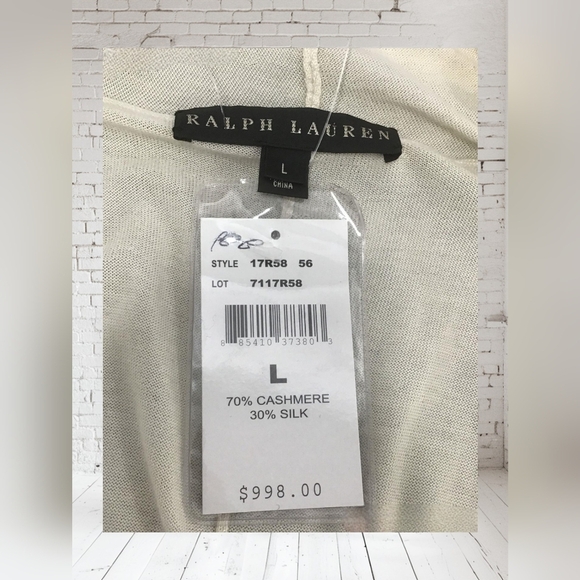 RALPH LAUREN
L
CHINA
STYLE 17R58 56
LOT 7117R58
8 85410 37380 3
L
70% CASHMERE
30% SILK
$998.00